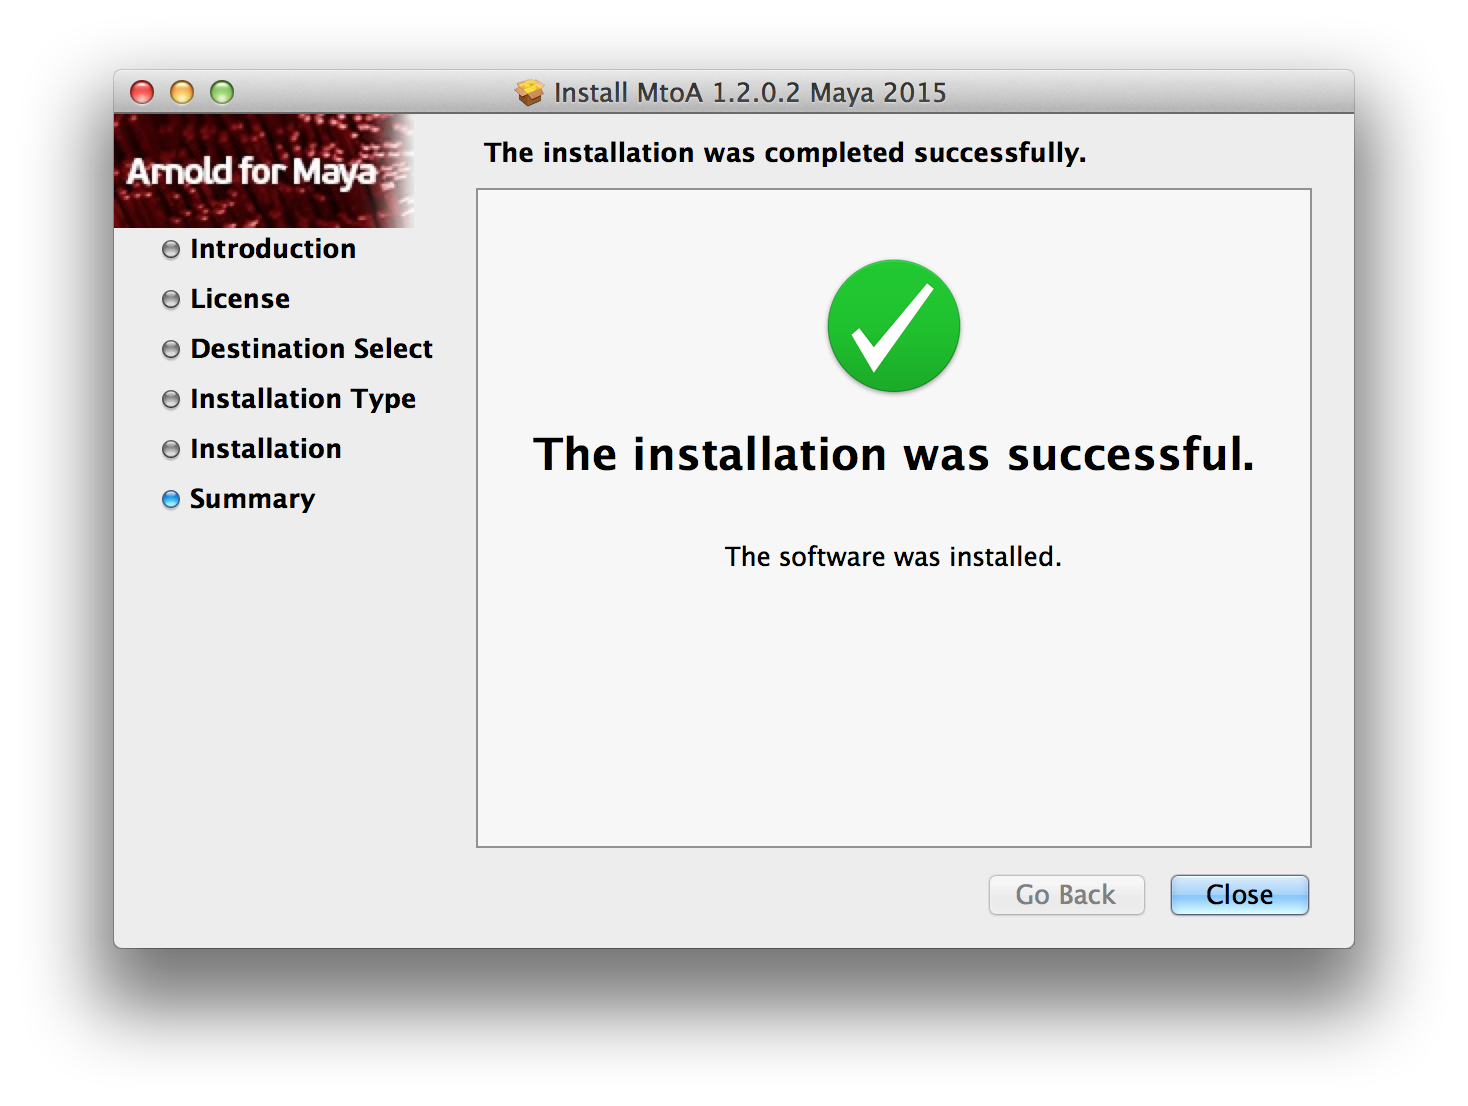 Install MtoA 1.2.0.2 Maya 2015
Arnold for Maya
The installation was completed successfully.
Introduction
License
Destination Select
Installation Type
Installation
Summary
The installation was successful.
The software was installed.
Go Back
Close